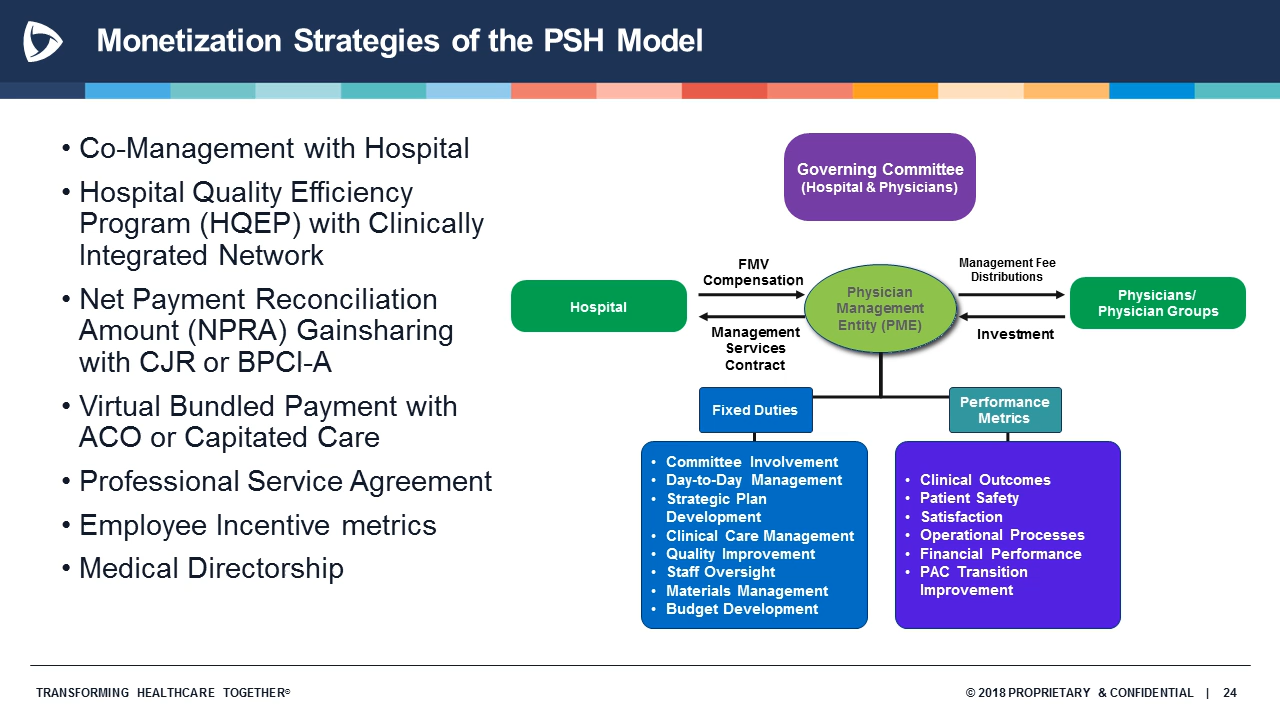 Monetization Strategies of the PSH Model
• Co-Management with Hospital
• Hospital Quality Efficiency
Program (HQEP) with Clinically
Integrated Network
• Net Payment Reconciliation
Amount (NPRA) Gainsharing
with CJR or BPCI-A
• Virtual Bundled Payment with
ACO or Capitated Care
• Professional Service Agreement
• Employee Incentive metrics
• Medical Directorship
Governing Committee
(Hospital & Physicians)
Hospital
FMV
Compensation
Management
Services
Contract
Physician
Management
Entity (PME)
Management Fee
Distributions
Investment
Physicians/
Physician Groups
Fixed Duties
• Committee Involvement
• Day-to-Day Management
• Strategic Plan
Development
• Clinical Care Management
• Quality Improvement
• Staff Oversight
• Materials Management
• Budget Development
Performance
Metrics
• Clinical Outcomes
• Patient Safety
• Satisfaction
• Operational Processes
• Financial Performance
• PAC Transition
Improvement
TRANSFORMING HEALTHCARE TOGETHER®
© 2018 PROPRIETARY & CONFIDENTIAL | 24